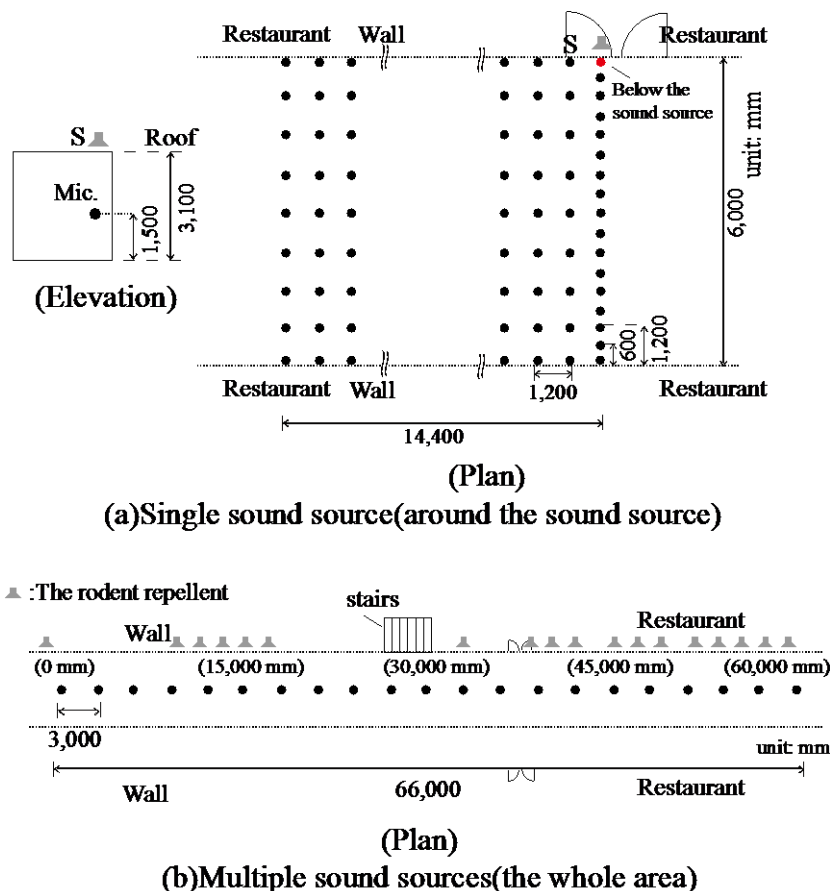 Restaurant Wall S Restaurant
Below the
sound source
unit: mm
S Roof
Mic.
1,500
3,100
(Elevation)
6,000
600
1,200
Restaurant Wall Restaurant
1,200
14,400
(Plan)
(a)Single sound source(around the sound source)
:The rodent repellent
stairs
Wall Restaurant
(0 mm) (15,000 mm) (30,000 mm) (45,000 mm) (60,000 mm)
3,000
unit: mm
Wall 66,000 Restaurant
(Plan)
(b)Multiple sound sources(the whole area)